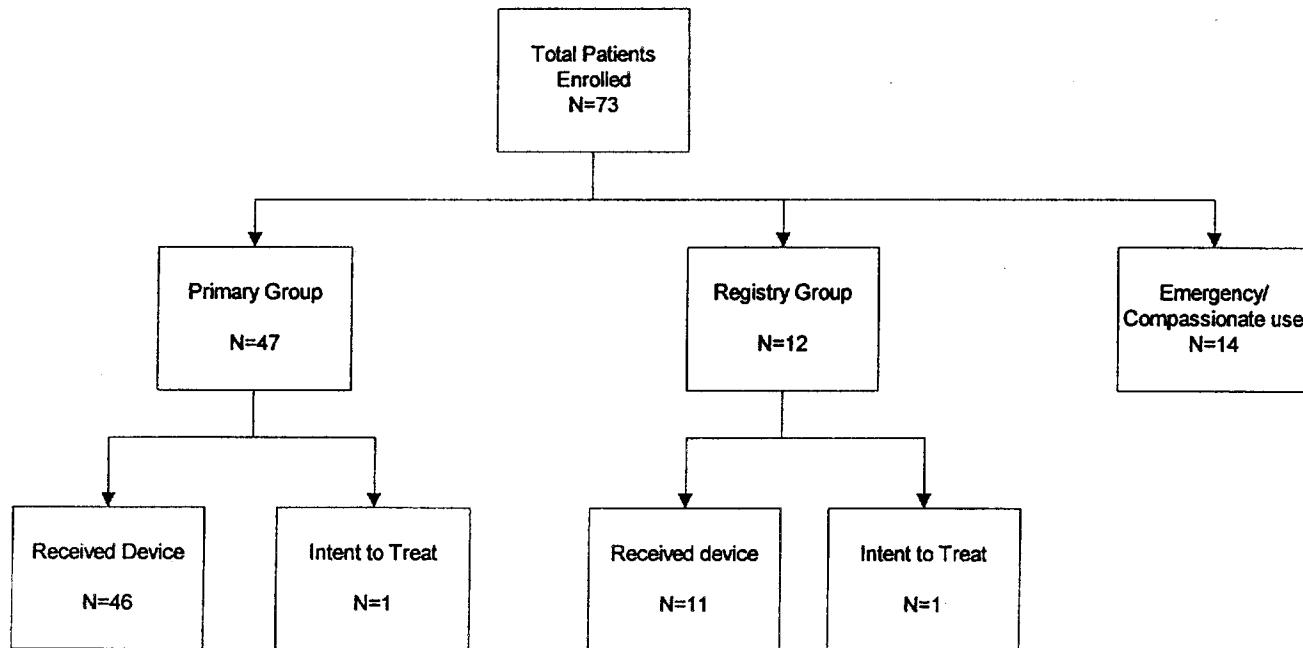 Total Patients
Enrolled
N=73
Primary Group
N=47
Registry Group
N=12
Emergency/
Compassionate use
N=14
Received Device
N=46
Intent to Treat
N=1
Received device
N=11
Intent to Treat
N=1